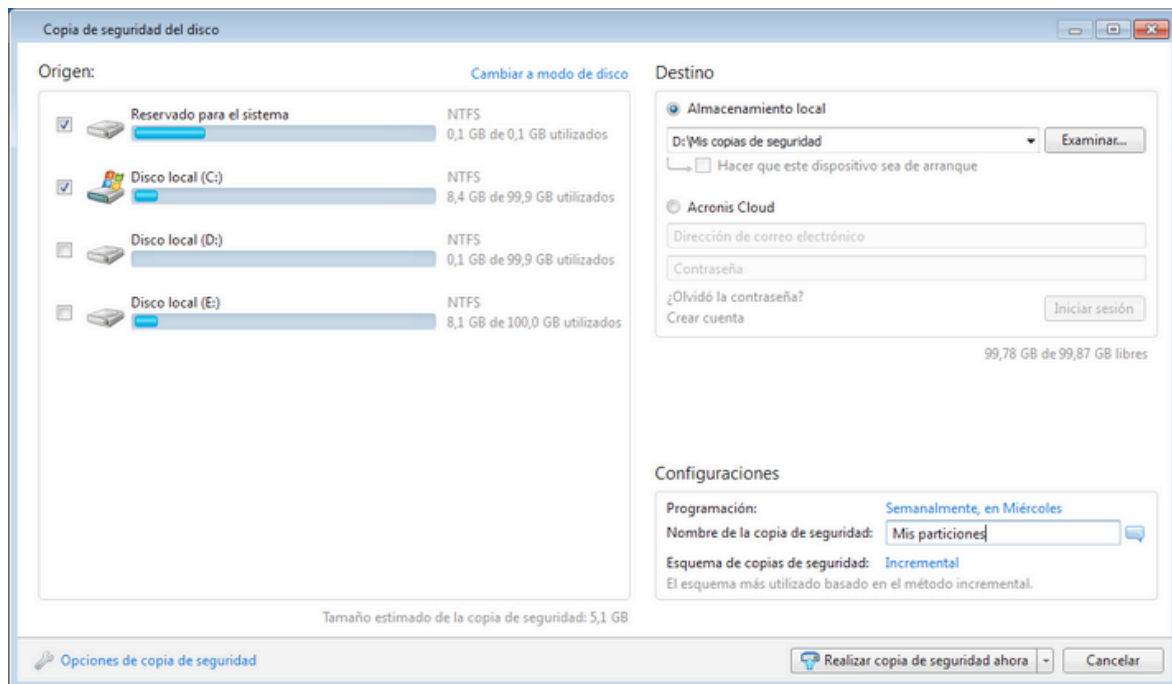 Copia de seguridad del disco
Origen:
Cambiar a modo de disco
Reservado para el sistema
NTFS
0,1 GB de 0,1 GB utilizados
Disco local (C:)
NTFS
8,4 GB de 99,9 GB utilizados
Disco local (D:)
NTFS
0,1 GB de 99,9 GB utilizados
Disco local (E:)
NTFS
8,1 GB de 100,0 GB utilizados
Tamaño estimado de la copia de seguridad: 5,1 GB
Destino
Almacenamiento local
D:\Mis copias de seguridad
Examinar...
Hacer que este dispositivo sea de arranque
Acronis Cloud
Dirección de correo electrónico
Contraseña
¿Olvidó la contraseña?
Crear cuenta
Iniciar sesión
99,78 GB de 99,87 GB libres
Configuraciones
Programación: Semanalmente, en Miércoles
Nombre de la copia de seguridad: Mis particiones
Esquema de copias de seguridad: Incremental
El esquema más utilizado basado en el método incremental.
Opciones de copia de seguridad
Realizar copia de seguridad ahora
Cancelar